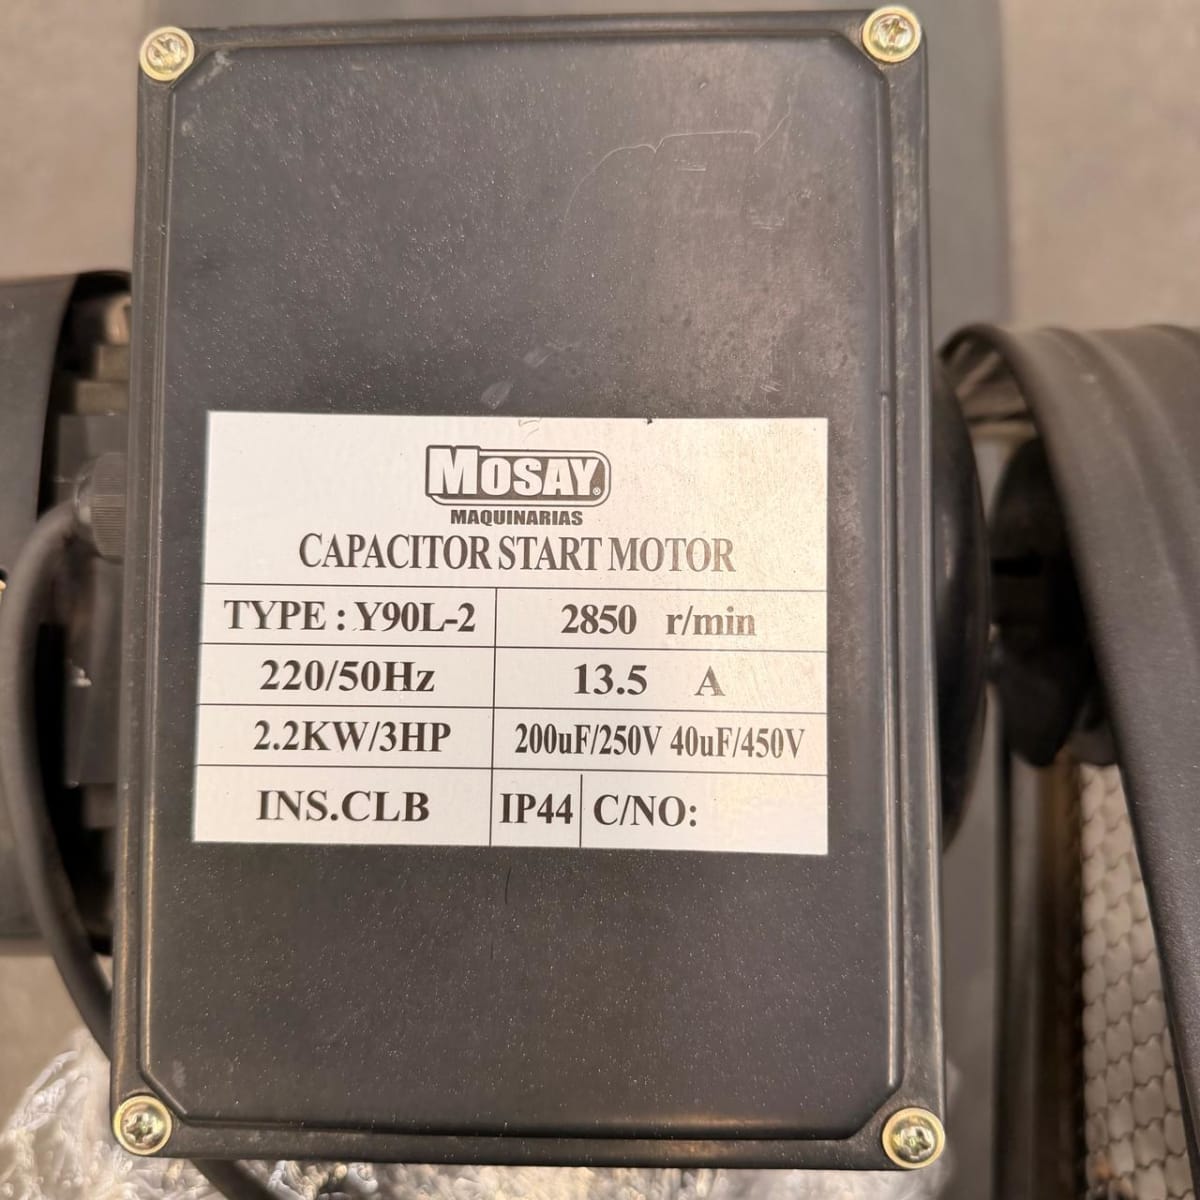 MOSAY®
MAQUINARIAS
CAPACITOR START MOTOR
TYPE : Y90L-2 2850 r/min
220/50Hz 13.5 A
2.2KW/3HP 200uF/250V 40uF/450V
INS.CLB IP44 C/NO: